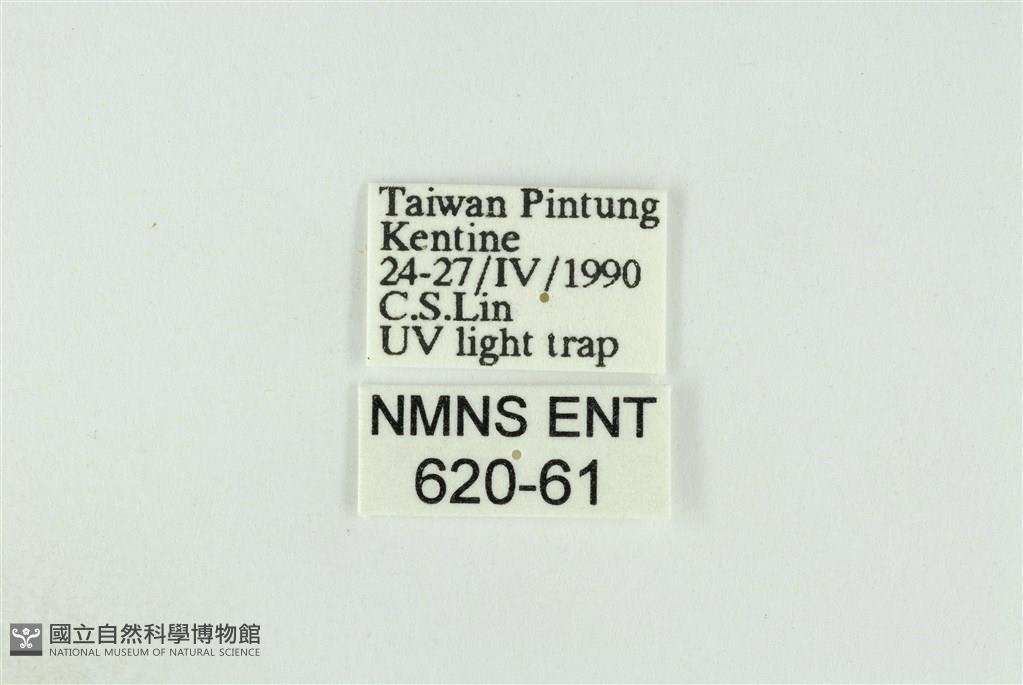 Taiwan Pintung
Kentine
24-27/IV/1990
C.S.Lin
UV light trap
NMNS ENT
620-61
國立自然科學博物館
NATIONAL MUSEUM OF NATURAL SCIENCE